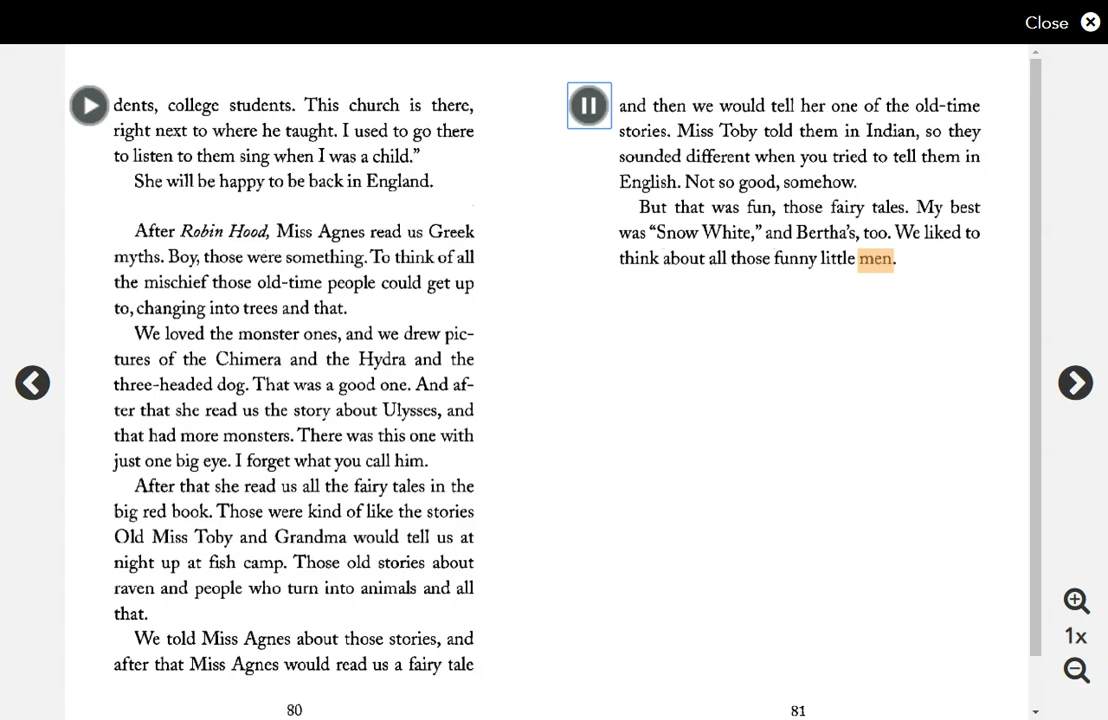 Close
dents, college students. This church is there,
right next to where he taught. I used to go there
to listen to them sing when I was a child.”
She will be happy to be back in England.
After Robin Hood, Miss Agnes read us Greek
myths. Boy, those were something. To think of all
the mischief those old-time people could get up
to, changing into trees and that.
We loved the monster ones, and we drew pic-
tures of the Chimera and the Hydra and the
three-headed dog. That was a good one. And af-
ter that she read us the story about Ulysses, and
that had more monsters. There was this one with
just one big eye. I forget what you call him.
After that she read us all the fairy tales in the
big red book. Those were kind of like the stories
Old Miss Toby and Grandma would tell us at
night up at fish camp. Those old stories about
raven and people who turn into animals and all
that.
We told Miss Agnes about those stories, and
after that Miss Agnes would read us a fairy tale
80
and then we would tell her one of the old-time
stories. Miss Toby told them in Indian, so they
sounded different when you tried to tell them in
English. Not so good, somehow.
But that was fun, those fairy tales. My best
was “Snow White,” and Bertha’s, too. We liked to
think about all those funny little men.
81
1x